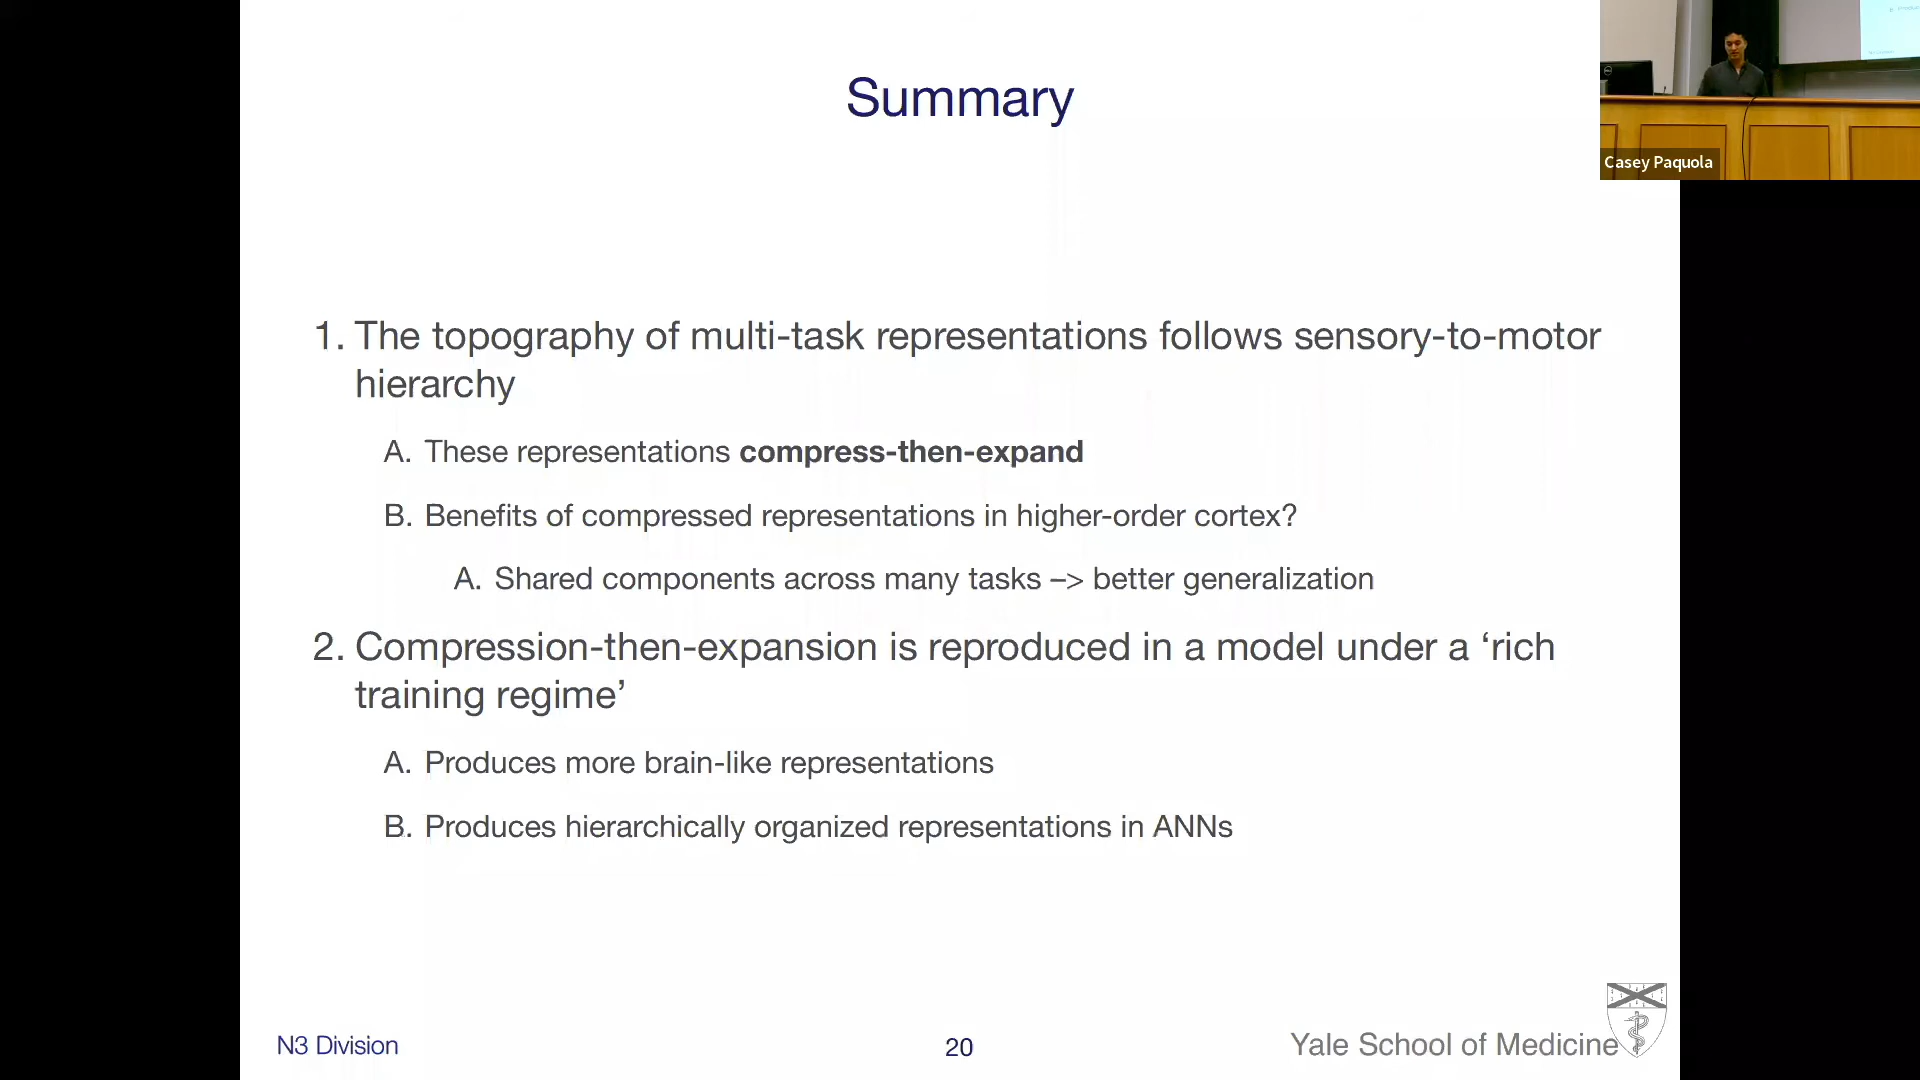 Summary
Casey Paquola
1. The topography of multi-task representations follows sensory-to-motor
hierarchy
A. These representations compress-then-expand
B. Benefits of compressed representations in higher-order cortex?
A. Shared components across many tasks –> better generalization
2. Compression-then-expansion is reproduced in a model under a ‘rich
training regime’
A. Produces more brain-like representations
B. Produces hierarchically organized representations in ANNs
N3 Division
20
Yale School of Medicine